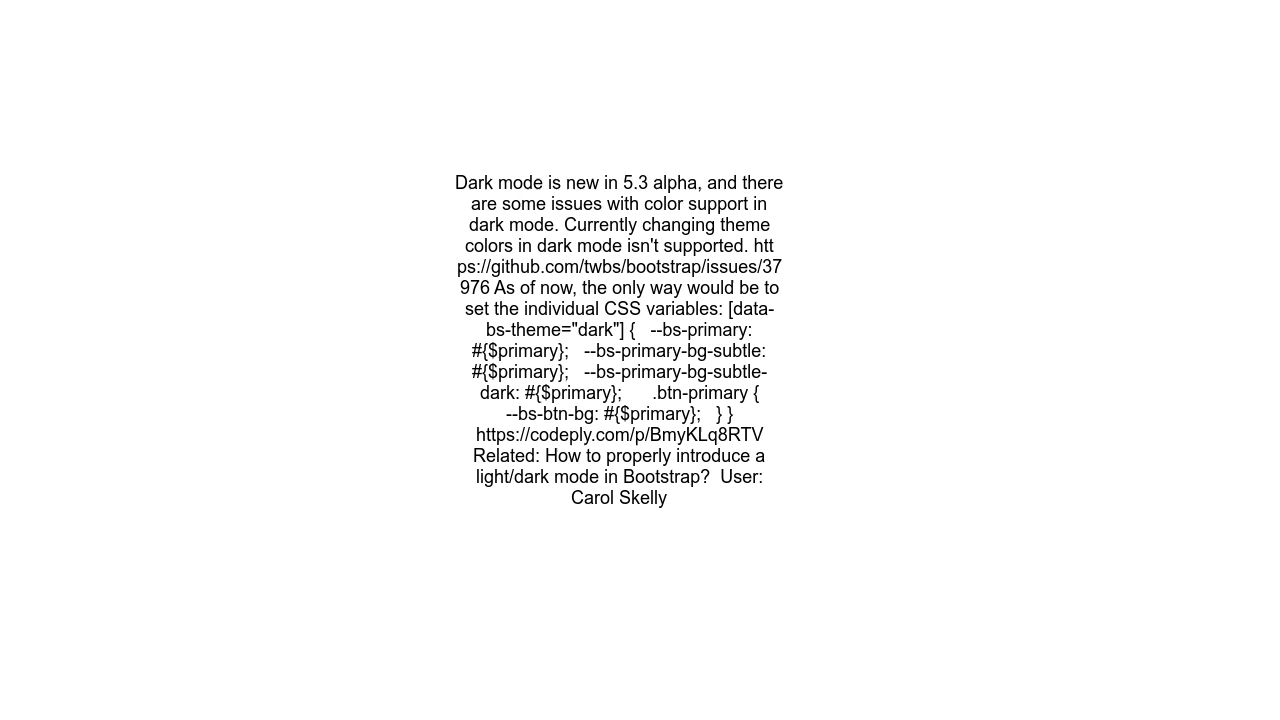 Dark mode is new in 5.3 alpha, and there
are some issues with color support in
dark mode. Currently changing theme
colors in dark mode isn't supported. htt
ps://github.com/twbs/bootstrap/issues/37
976 As of now, the only way would be to
set the individual CSS variables: [data-
bs-theme="dark"] {   --bs-primary:
#{$primary};   --bs-primary-bg-subtle:
#{$primary};   --bs-primary-bg-subtle-
dark: #{$primary};      .btn-primary {
--bs-btn-bg: #{$primary};   } }
https://codeply.com/p/BmyKLq8RTV
Related: How to properly introduce a
light/dark mode in Bootstrap?  User:
Carol Skelly